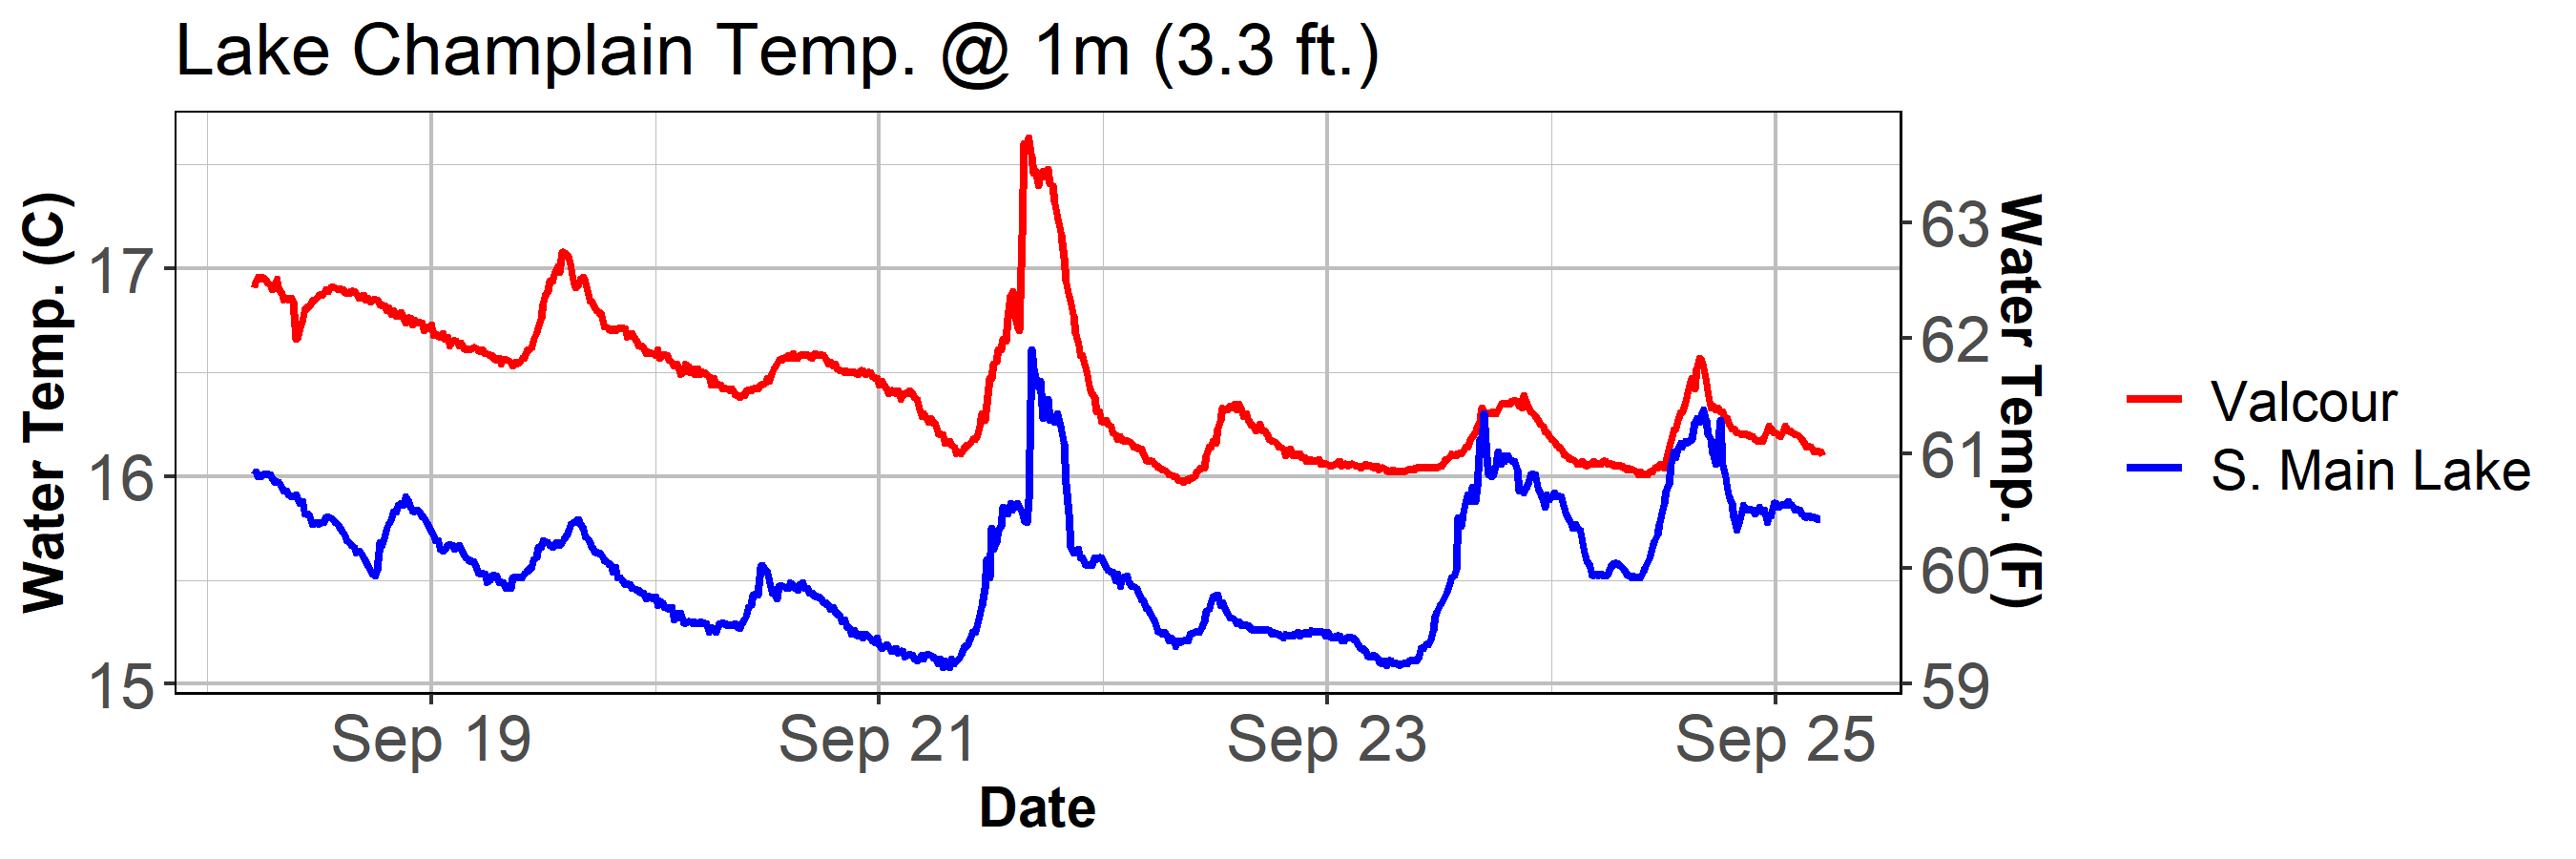 Lake Champlain Temp. @ 1m (3.3 ft.)
Water Temp. (C)
17
16
15
63
62
61
60
59
Water Temp. (F)
Sep 19
Sep 21
Sep 23
Sep 25
Date
Valcour
S. Main Lake